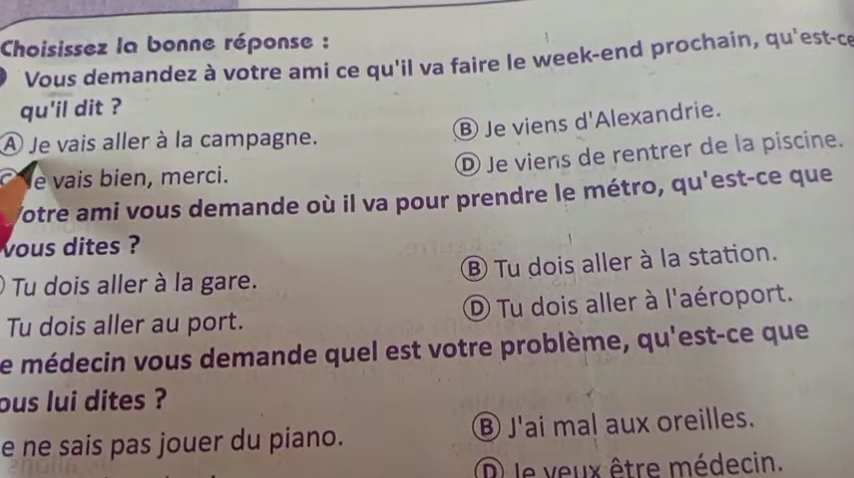 Choisissez la bonne réponse :
Vous demandez à votre ami ce qu'il va faire le week-end prochain, qu'est-ce
qu'il dit ?
Ⓐ Je vais aller à la campagne.
Ⓑ Je viens d'Alexandrie.
Ⓒ Je vais bien, merci.
Ⓓ Je viens de rentrer de la piscine.
Votre ami vous demande où il va pour prendre le métro, qu'est-ce que
vous dites ?
Tu dois aller à la gare.
Ⓑ Tu dois aller à la station.
Tu dois aller au port.
Ⓓ Tu dois aller à l'aéroport.
e médecin vous demande quel est votre problème, qu'est-ce que
ous lui dites ?
e ne sais pas jouer du piano.
Ⓑ J'ai mal aux oreilles.
Ⓓ Je veux être médecin.